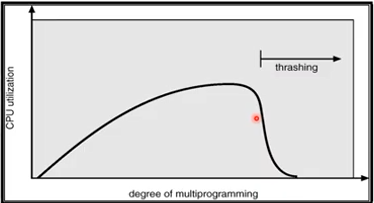 thrashing
CPU utilization
degree of multiprogramming